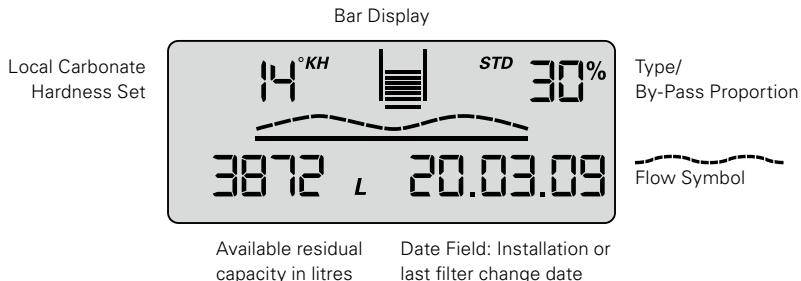 Bar Display
Local Carbonate
Hardness Set
14°KH
STD 30%
Type/
By-Pass Proportion
3872 L 20.03.09
Flow Symbol
Available residual
capacity in litres
Date Field: Installation or
last filter change date